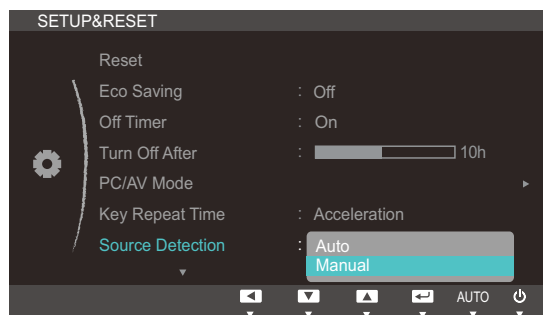 SETUP&RESET
Reset
Eco Saving : Off
Off Timer : On
Turn Off After : 10h
PC/AV Mode
Key Repeat Time : Acceleration
Source Detection : Auto
Manual
AUTO